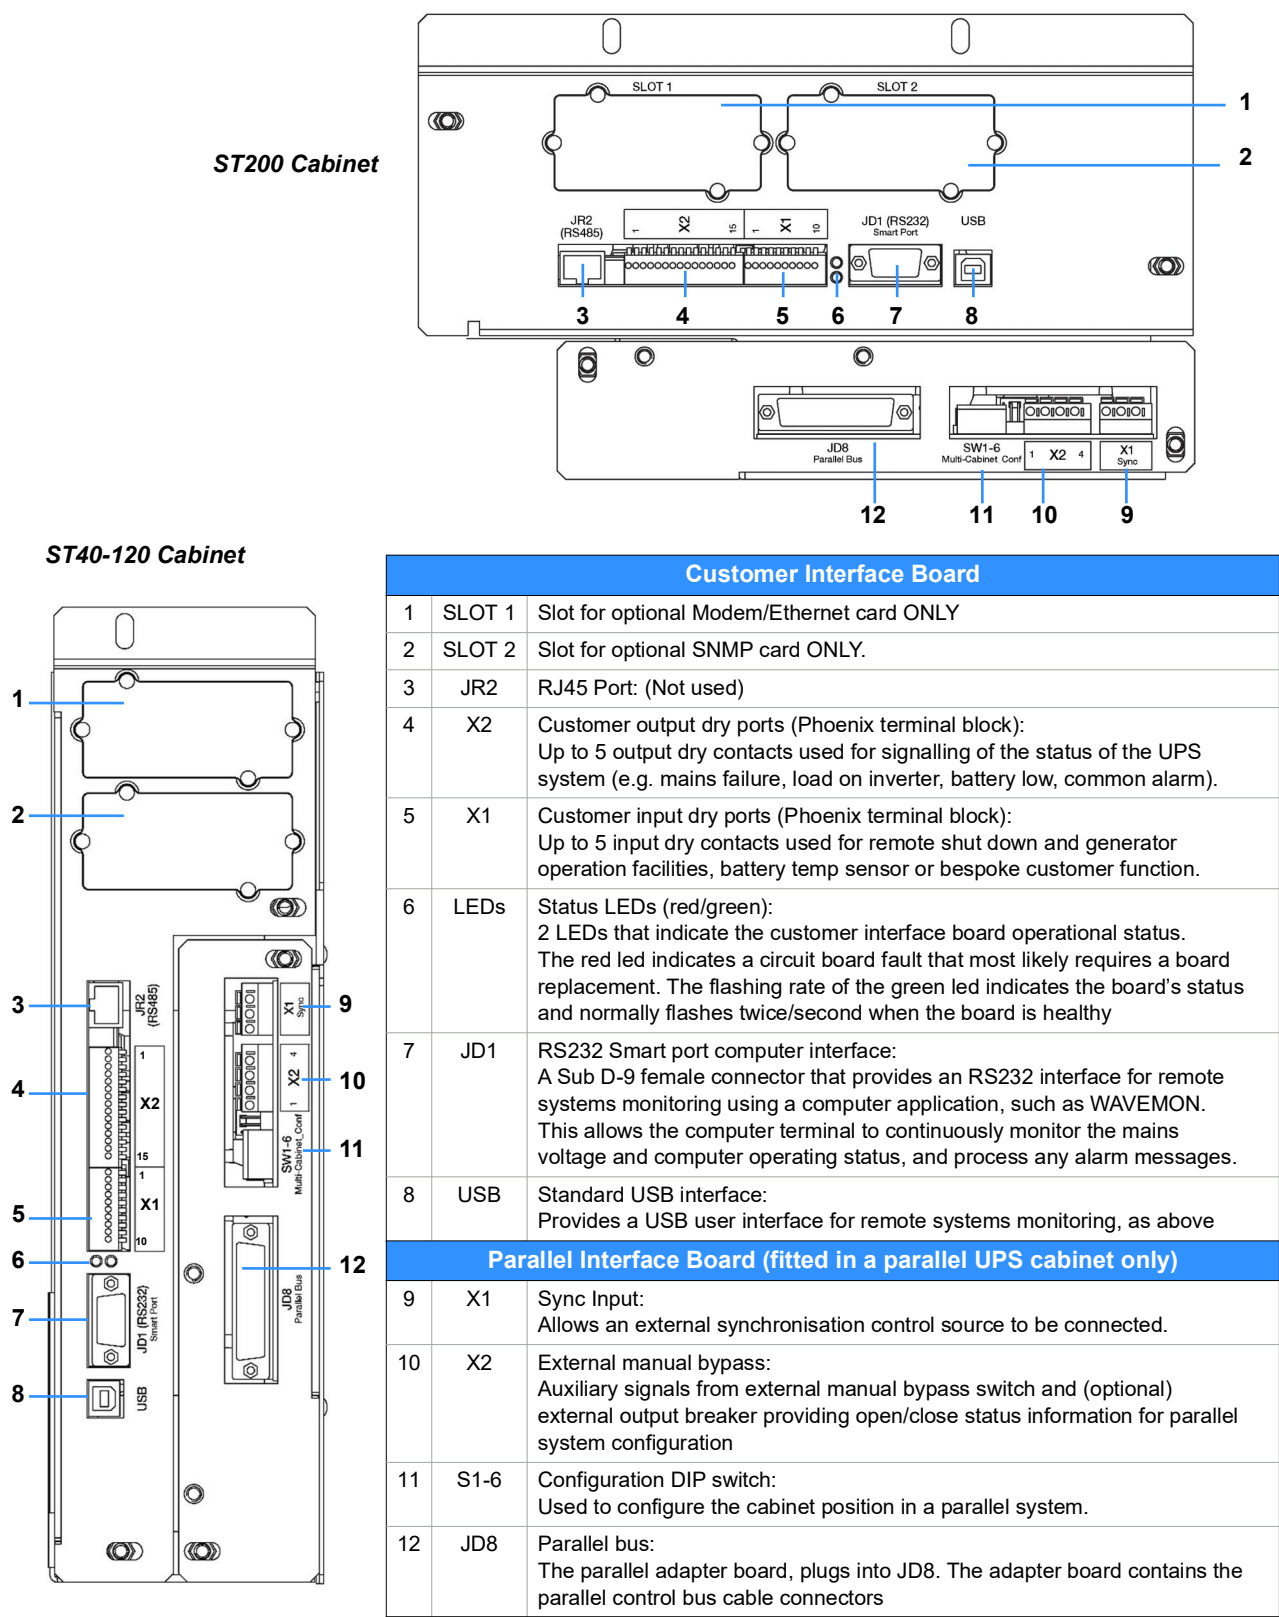 SLOT 1
SLOT 2
1
2
ST200 Cabinet
JR2
(RS485)
1 X2 15
1 X1 10
JD1 (RS232)
Smart Port
USB
3
4
5
6
7
8
JD8
Parallel Bus
SW1-6
Multi-Cabinet_Conf
1 X2 4
X1
Sync
12
11
10
9
ST40-120 Cabinet
1
2
3
4
5
6
7
8
JR2
(RS485)
1
X2
15
1
X1
10
JD1 (RS232)
Smart Port
USB
X1
Sync
1 X2 4
SW1-6
Multi-Cabinet_Conf
JD8
Parallel Bus
9
10
11
12
Customer Interface Board
1 SLOT 1 Slot for optional Modem/Ethernet card ONLY
2 SLOT 2 Slot for optional SNMP card ONLY.
3 JR2 RJ45 Port: (Not used)
4 X2 Customer output dry ports (Phoenix terminal block):
Up to 5 output dry contacts used for signalling of the status of the UPS
system (e.g. mains failure, load on inverter, battery low, common alarm).
5 X1 Customer input dry ports (Phoenix terminal block):
Up to 5 input dry contacts used for remote shut down and generator
operation facilities, battery temp sensor or bespoke customer function.
6 LEDs Status LEDs (red/green):
2 LEDs that indicate the customer interface board operational status.
The red led indicates a circuit board fault that most likely requires a board
replacement. The flashing rate of the green led indicates the board's status
and normally flashes twice/second when the board is healthy
7 JD1 RS232 Smart port computer interface:
A Sub D-9 female connector that provides an RS232 interface for remote
systems monitoring using a computer application, such as WAVEMON.
This allows the computer terminal to continuously monitor the mains
voltage and computer operating status, and process any alarm messages.
8 USB Standard USB interface:
Provides a USB user interface for remote systems monitoring, as above
Parallel Interface Board (fitted in a parallel UPS cabinet only)
9 X1 Sync Input:
Allows an external synchronisation control source to be connected.
10 X2 External manual bypass:
Auxiliary signals from external manual bypass switch and (optional)
external output breaker providing open/close status information for parallel
system configuration
11 S1-6 Configuration DIP switch:
Used to configure the cabinet position in a parallel system.
12 JD8 Parallel bus:
The parallel adapter board, plugs into JD8. The adapter board contains the
parallel control bus cable connectors